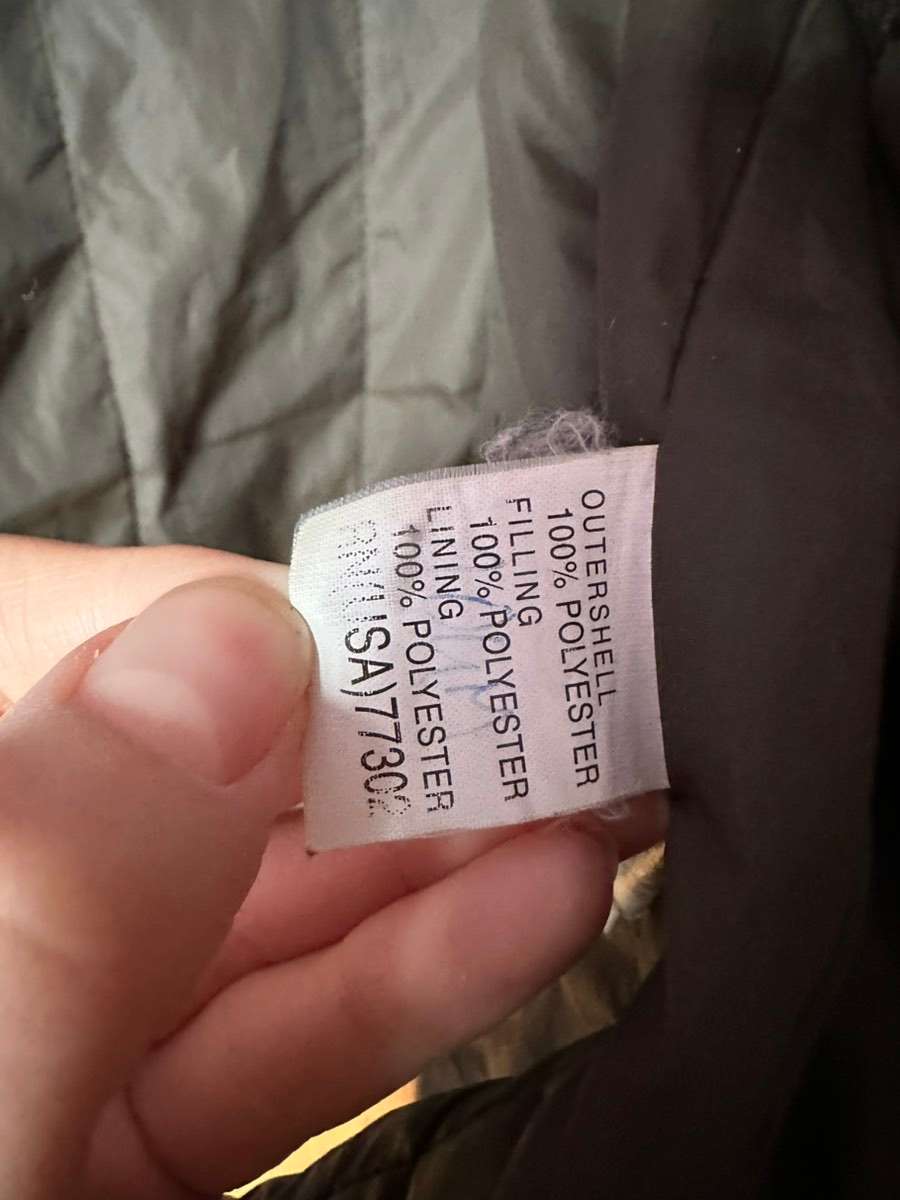 OUTERSHELL
100% POLYESTER
FILLING
100% POLYESTER
LINING
100% POLYESTER